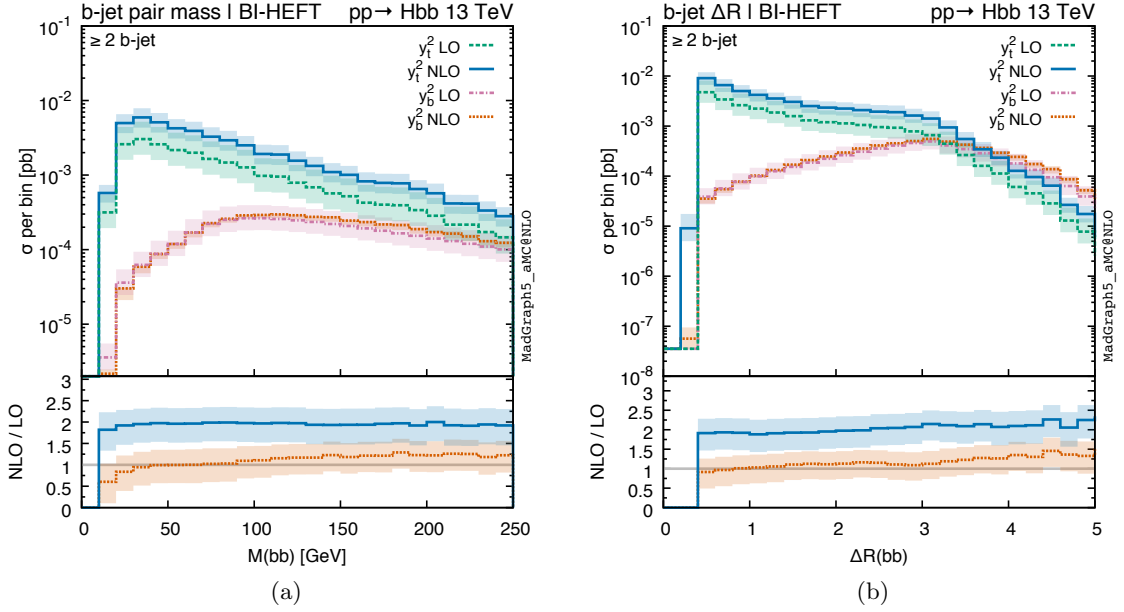 b-jet pair mass | BI-HEFT pp→ Hbb 13 TeV
≥ 2 b-jet
y_t^2 LO
y_t^2 NLO
y_b^2 LO
y_b^2 NLO
σ per bin [pb]
10^-1
10^-2
10^-3
10^-4
10^-5
MadGraph5_aMC@NLO
NLO / LO
3
2.5
2
1.5
1
0.5
0
0 50 100 150 200 250
M(bb) [GeV]
(a)
b-jet ΔR | BI-HEFT pp→ Hbb 13 TeV
≥ 2 b-jet
y_t^2 LO
y_t^2 NLO
y_b^2 LO
y_b^2 NLO
σ per bin [pb]
10^-1
10^-2
10^-3
10^-4
10^-5
10^-6
10^-7
10^-8
MadGraph5_aMC@NLO
NLO / LO
3
2.5
2
1.5
1
0.5
0
0 1 2 3 4 5
ΔR(bb)
(b)